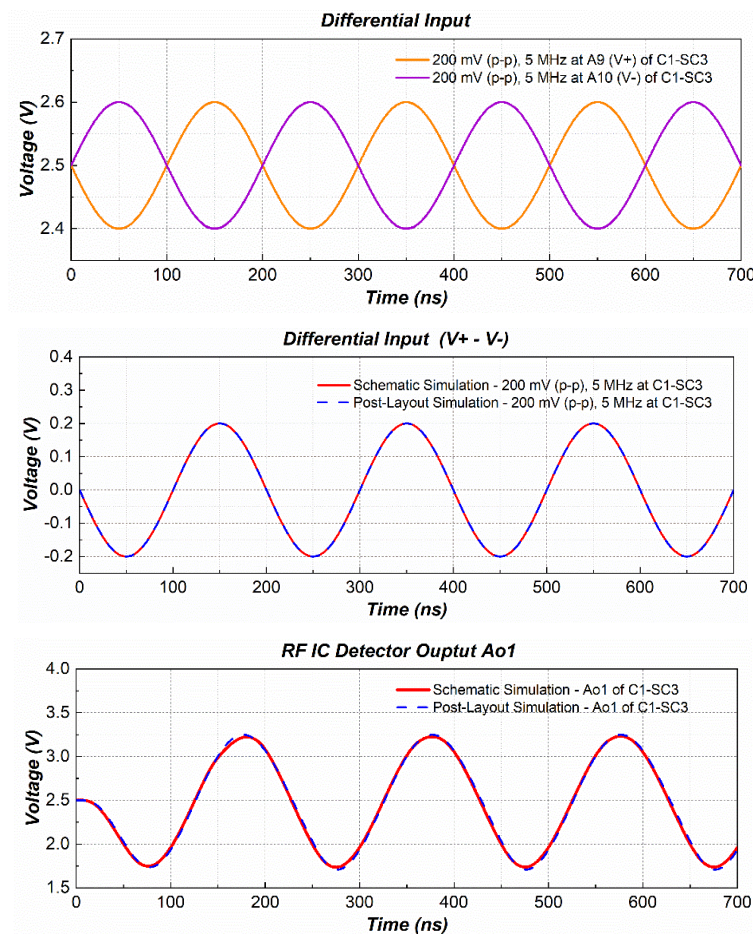 Differential Input
200 mV (p-p), 5 MHz at A9 (V+) of C1-SC3
200 mV (p-p), 5 MHz at A10 (V-) of C1-SC3
Voltage (V)
2.7
2.6
2.5
2.4
0 100 200 300 400 500 600 700
Time (ns)
Differential Input (V+ - V-)
Schematic Simulation - 200 mV (p-p), 5 MHz at C1-SC3
Post-Layout Simulation - 200 mV (p-p), 5 MHz at C1-SC3
Voltage (V)
0.4
0.3
0.2
0.1
0.0
-0.1
-0.2
0 100 200 300 400 500 600 700
Time (ns)
RF IC Detector Ouptut Ao1
Schematic Simulation - Ao1 of C1-SC3
Post-Layout Simulation - Ao1 of C1-SC3
Voltage (V)
4.0
3.5
3.0
2.5
2.0
1.5
0 100 200 300 400 500 600 700
Time (ns)